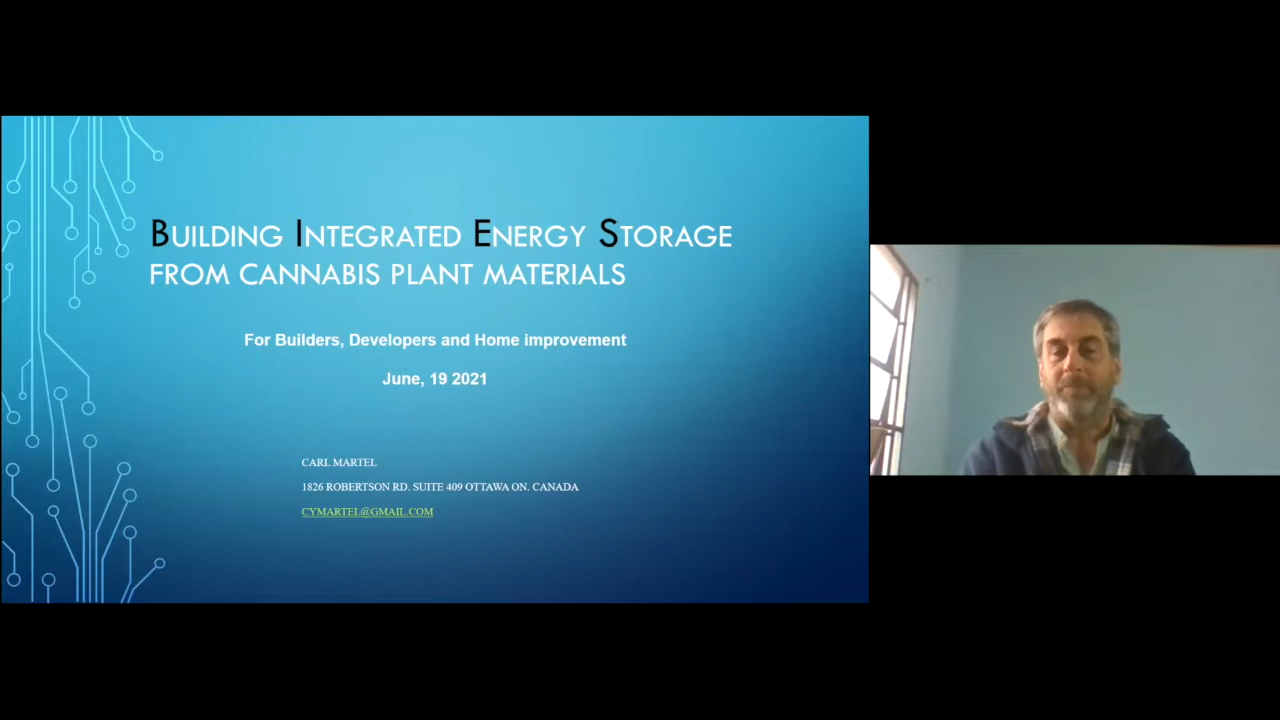 BUILDING INTEGRATED ENERGY STORAGE
FROM CANNABIS PLANT MATERIALS
For Builders, Developers and Home improvement
June, 19 2021
CARL MARTEL
1826 ROBERTSON RD. SUITE 409 OTTAWA ON. CANADA
CYMARTEL@GMAIL.COM